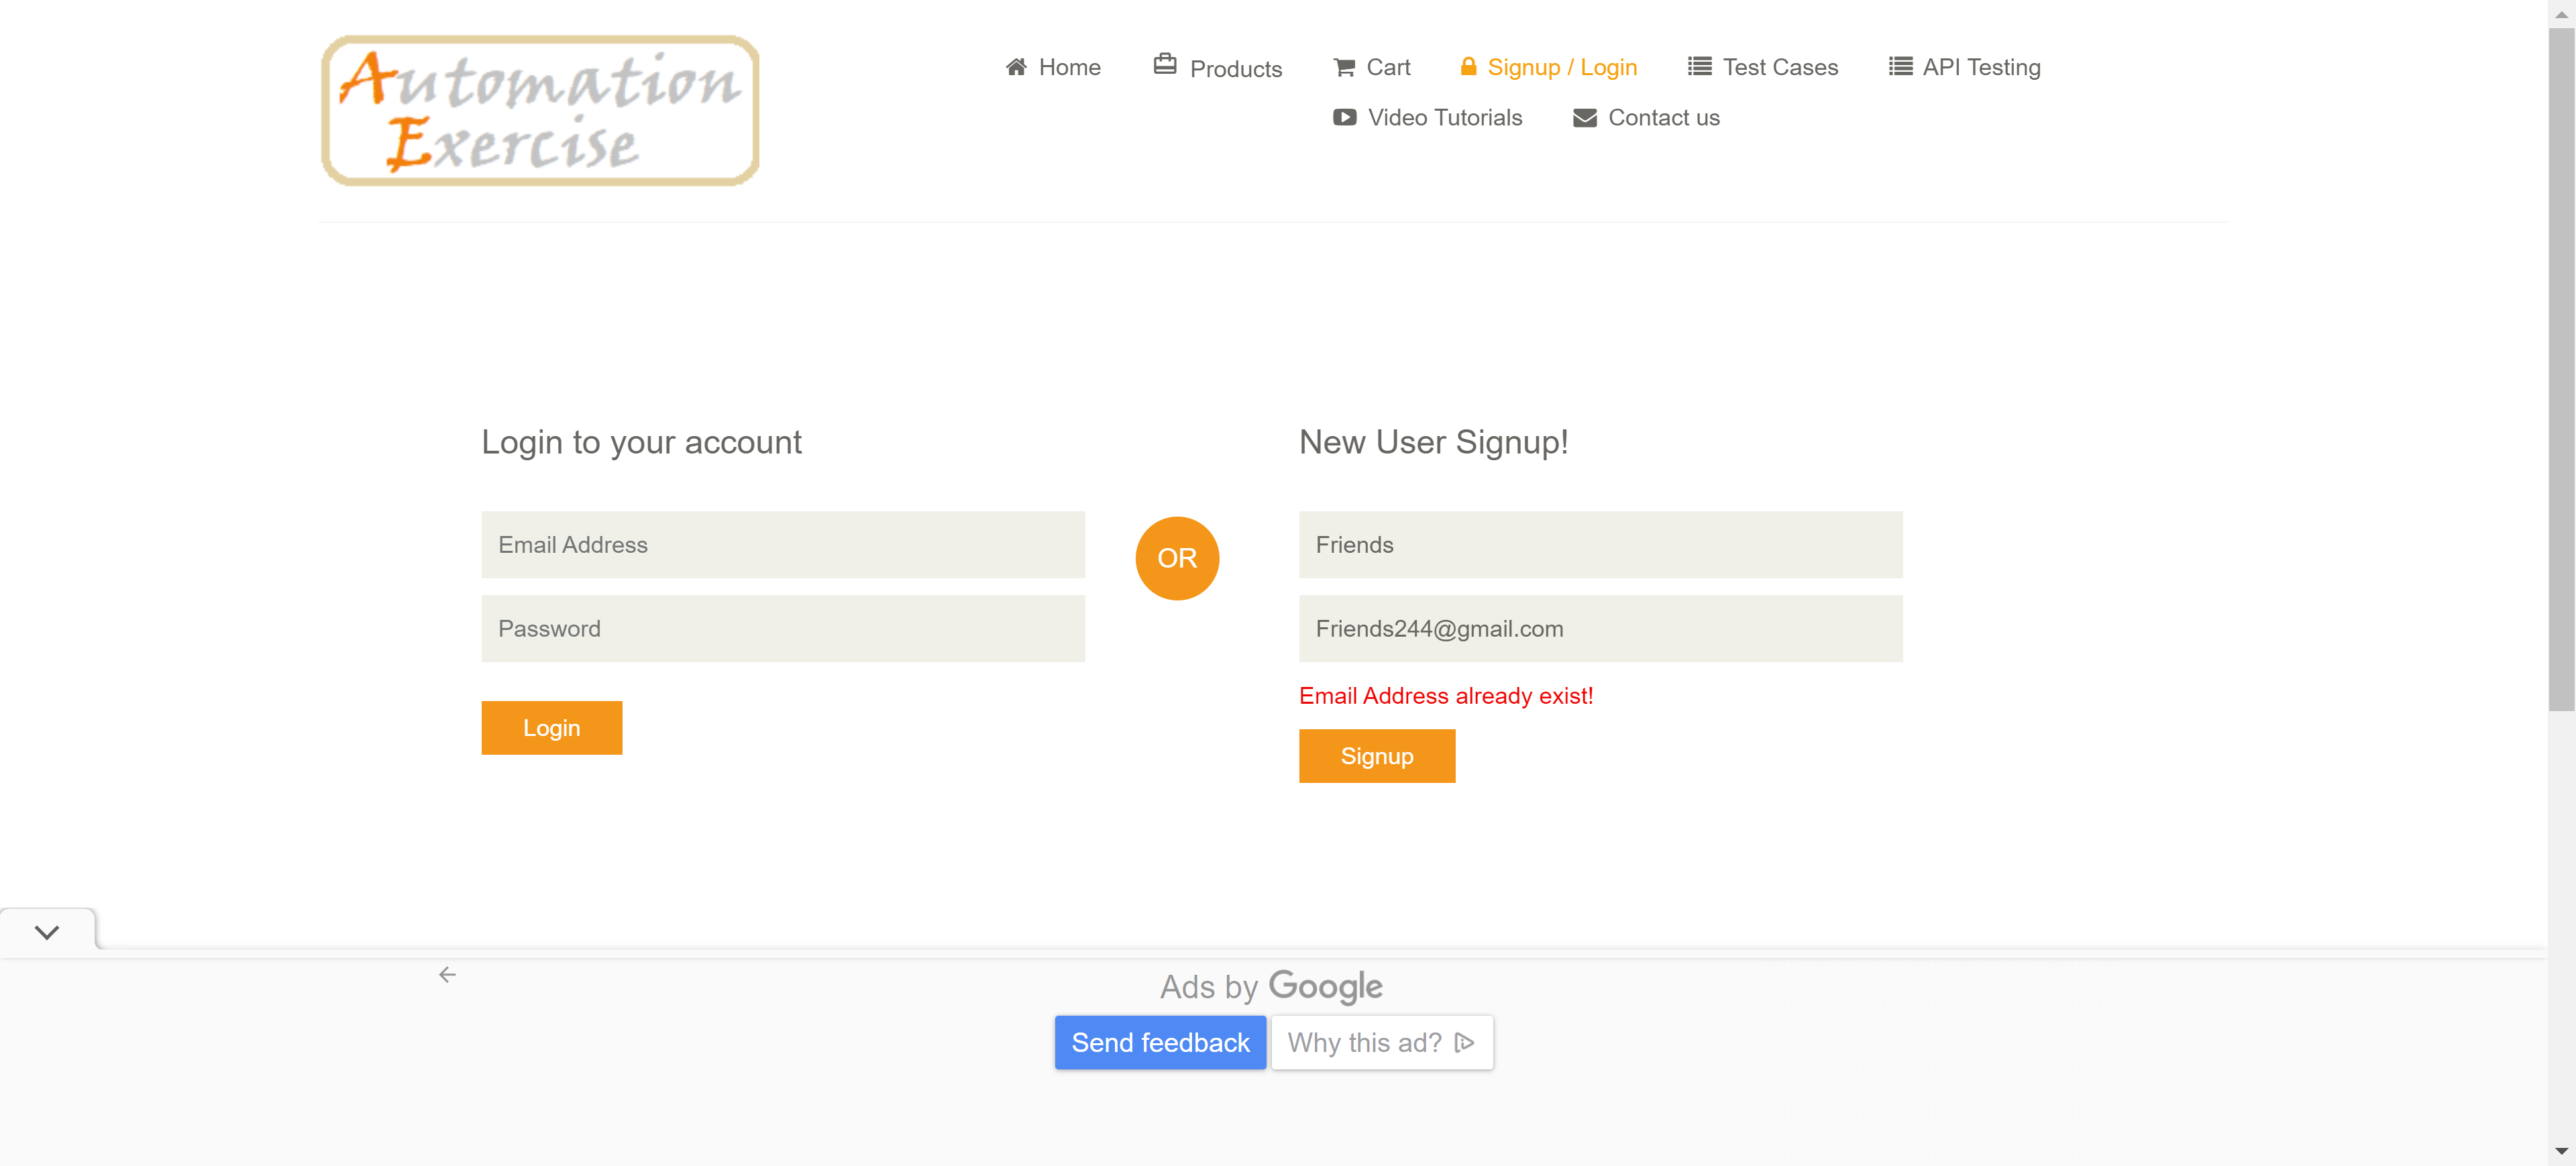 Automation
Exercise
Home
Products
Cart
Signup / Login
Test Cases
API Testing
Video Tutorials
Contact us
Login to your account
Email Address
Password
Login
OR
New User Signup!
Friends
Friends244@gmail.com
Email Address already exist!
Signup
Ads by Google
Send feedback
Why this ad?